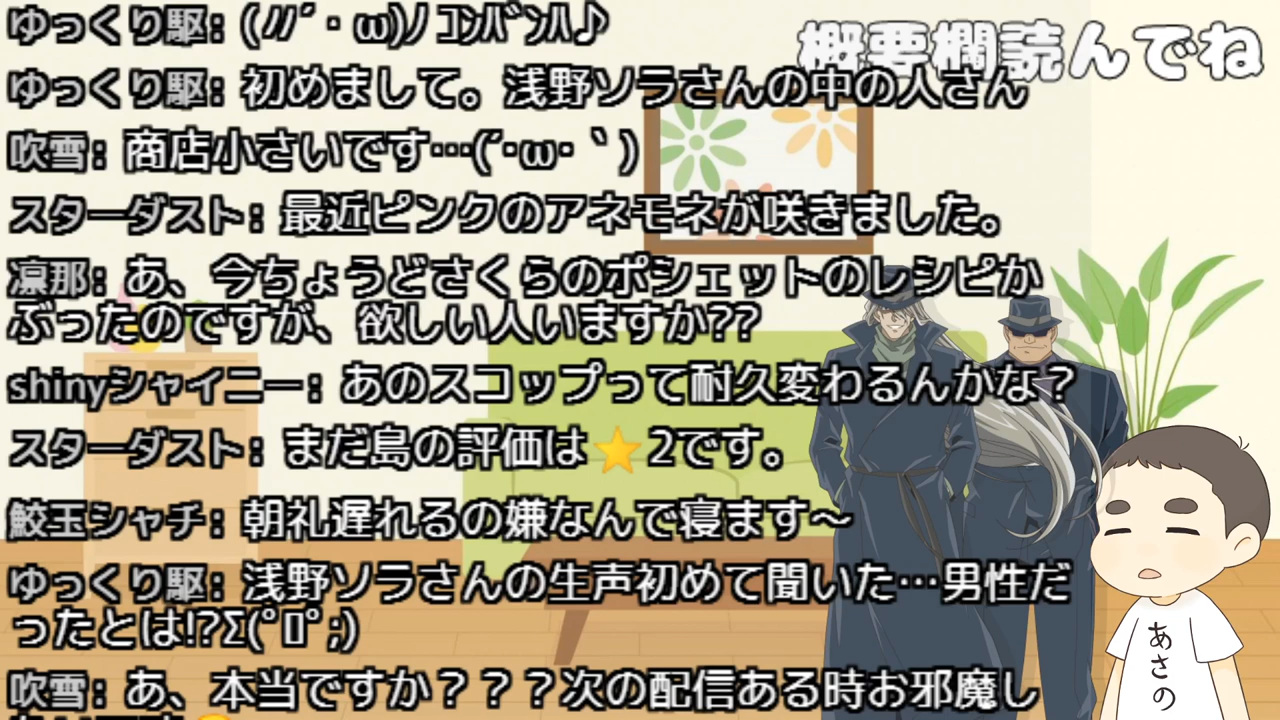 ゆっくり駆: (〃´・ω)ﾉ ｺﾝﾊﾞﾝﾊ♪
概要欄読んでね
ゆっくり駆: 初めまして。浅野ソラさんの中の人さん
吹雪: 商店小さいです…(´･ω･｀)
スターダスト: 最近ピンクのアネモネが咲きました。
凛那: あ、今ちょうどさくらのポシェットのレシピか
ぶったのですが、欲しい人いますか??
shinyシャイニー: あのスコップって耐久変わるんかな?
スターダスト: まだ島の評価は⭐2です。
鮫玉シャチ: 朝礼遅れるの嫌なんで寝ます～
ゆっくり駆: 浅野ソラさんの生声初めて聞いた…男性だ
ったとは!?Σ(ﾟДﾟ;)
吹雪: あ、本当ですか？？？次の配信ある時お邪魔し
あさの